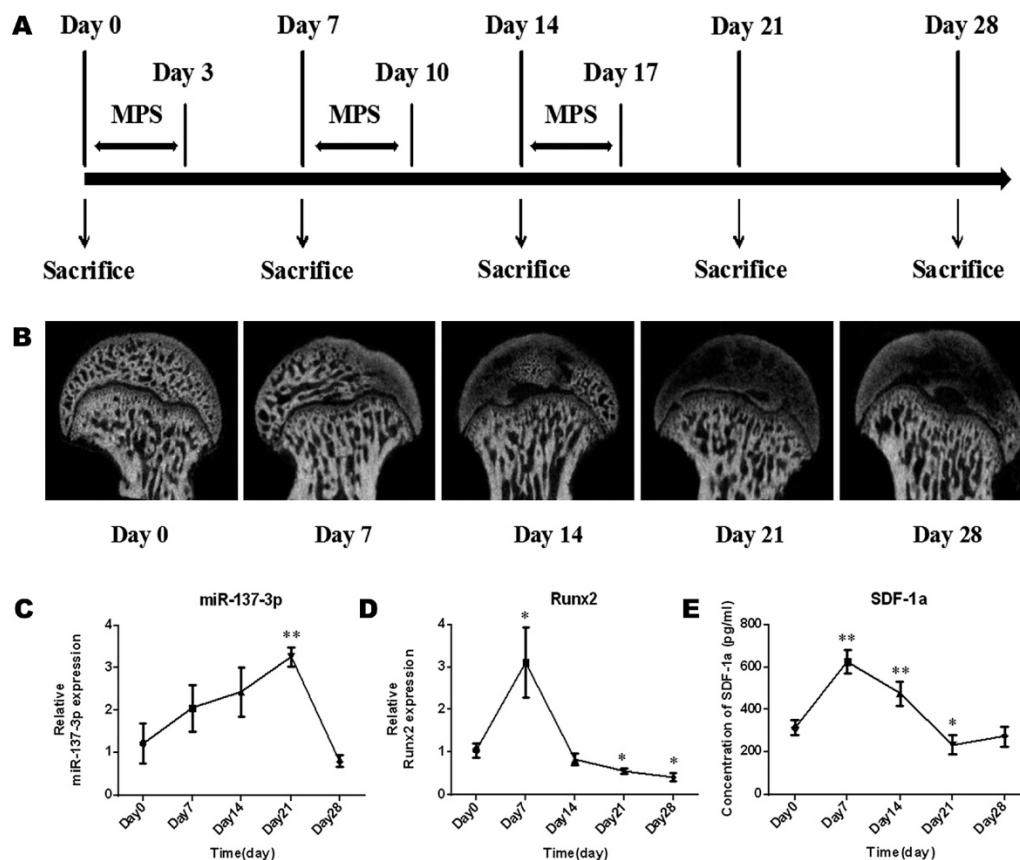 A
Day 0 Day 7 Day 14 Day 21 Day 28
Day 3 Day 10 Day 17
MPS MPS MPS
Sacrifice Sacrifice Sacrifice Sacrifice Sacrifice
B
Day 0 Day 7 Day 14 Day 21 Day 28
C
miR-137-3p
Relative
miR-137-3p expression
4
3
2
1
0
**
Day0 Day7 Day14 Day21 Day28
Time(day)
D
Runx2
Relative
Runx2 expression
4
3
2
1
0
* * *
Day0 Day7 Day14 Day21 Day28
Time(day)
E
SDF-1a
Concentration of SDF-1a (pg/ml)
800
600
400
200
0
** ** *
Day0 Day7 Day14 Day21 Day28
Time(day)